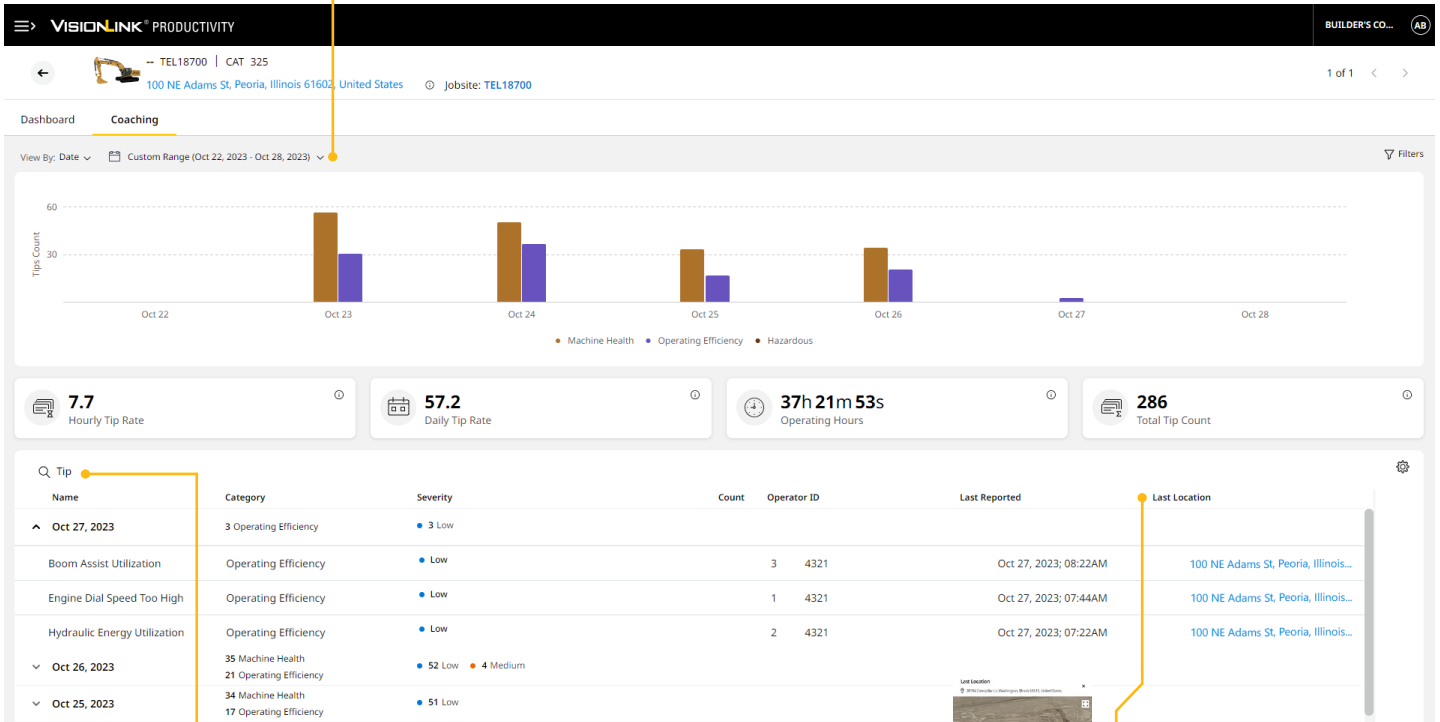 VISIONLINK® PRODUCTIVITY
BUILDER'S CO... AB
-- TEL18700 | CAT 325
100 NE Adams St, Peoria, Illinois 61602, United States Jobsite: TEL18700
1 of 1
Dashboard Coaching
View By: Date Custom Range (Oct 22, 2023 - Oct 28, 2023) Filters
60
30
Tips Count
Oct 22 Oct 23 Oct 24 Oct 25 Oct 26 Oct 27 Oct 28
Machine Health Operating Efficiency Hazardous
7.7 57.2 37h 21m 53s 286
Hourly Tip Rate Daily Tip Rate Operating Hours Total Tip Count
Tip
Name Category Severity Count Operator ID Last Reported Last Location
Oct 27, 2023 3 Operating Efficiency 3 Low
Boom Assist Utilization Operating Efficiency Low 3 4321 Oct 27, 2023; 08:22AM 100 NE Adams St, Peoria, Illinois...
Engine Dial Speed Too High Operating Efficiency Low 1 4321 Oct 27, 2023; 07:44AM 100 NE Adams St, Peoria, Illinois...
Hydraulic Energy Utilization Operating Efficiency Low 2 4321 Oct 27, 2023; 07:22AM 100 NE Adams St, Peoria, Illinois...
Oct 26, 2023 35 Machine Health 52 Low 4 Medium
21 Operating Efficiency
Oct 25, 2023 34 Machine Health 51 Low
17 Operating Efficiency
Last Location